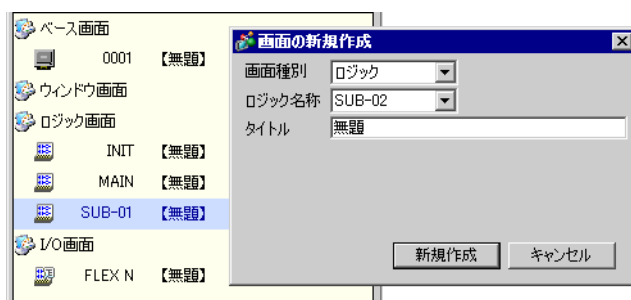 ベース画面
0001 【無題】
ウィンドウ画面
ロジック画面
INIT 【無題】
MAIN 【無題】
SUB-01 【無題】
I/O画面
FLEX N 【無題】
画面の新規作成
画面種別 ロジック
ロジック名称 SUB-02
タイトル 無題
新規作成 キャンセル